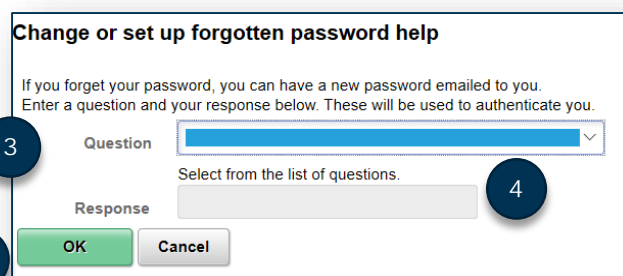 Change or set up forgotten password help
If you forget your password, you can have a new password emailed to you.
Enter a question and your response below. These will be used to authenticate you.
3
Question
Select from the list of questions.
4
Response
OK
Cancel